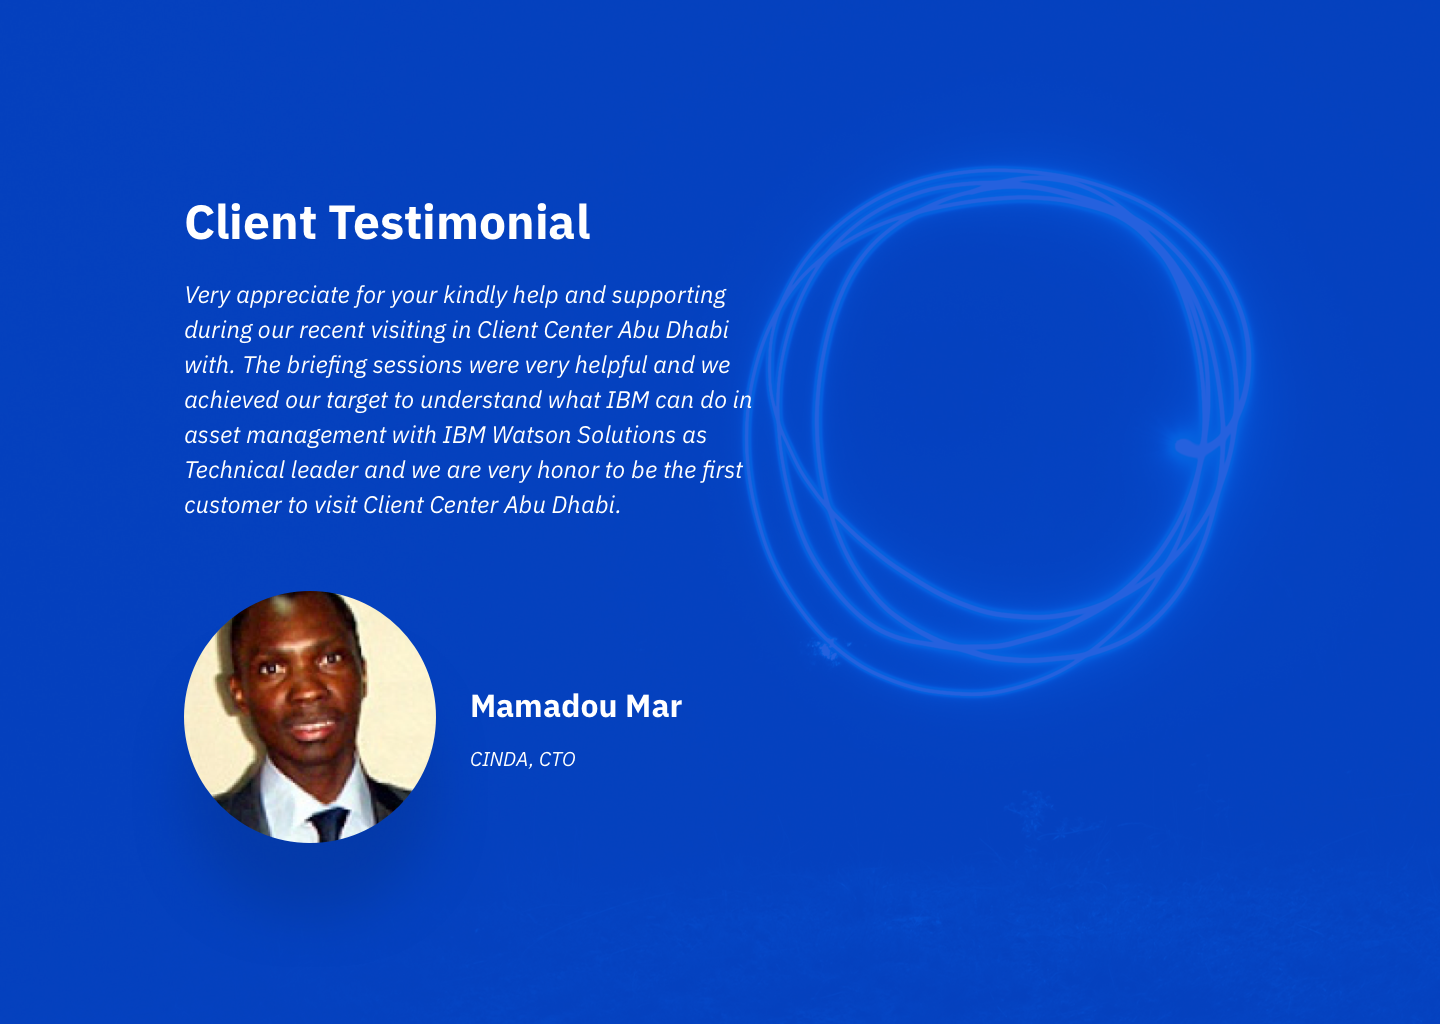 Client Testimonial
Very appreciate for your kindly help and supporting
during our recent visiting in Client Center Abu Dhabi
with. The briefing sessions were very helpful and we
achieved our target to understand what IBM can do in
asset management with IBM Watson Solutions as
Technical leader and we are very honor to be the first
customer to visit Client Center Abu Dhabi.
Mamadou Mar
CINDA, CTO